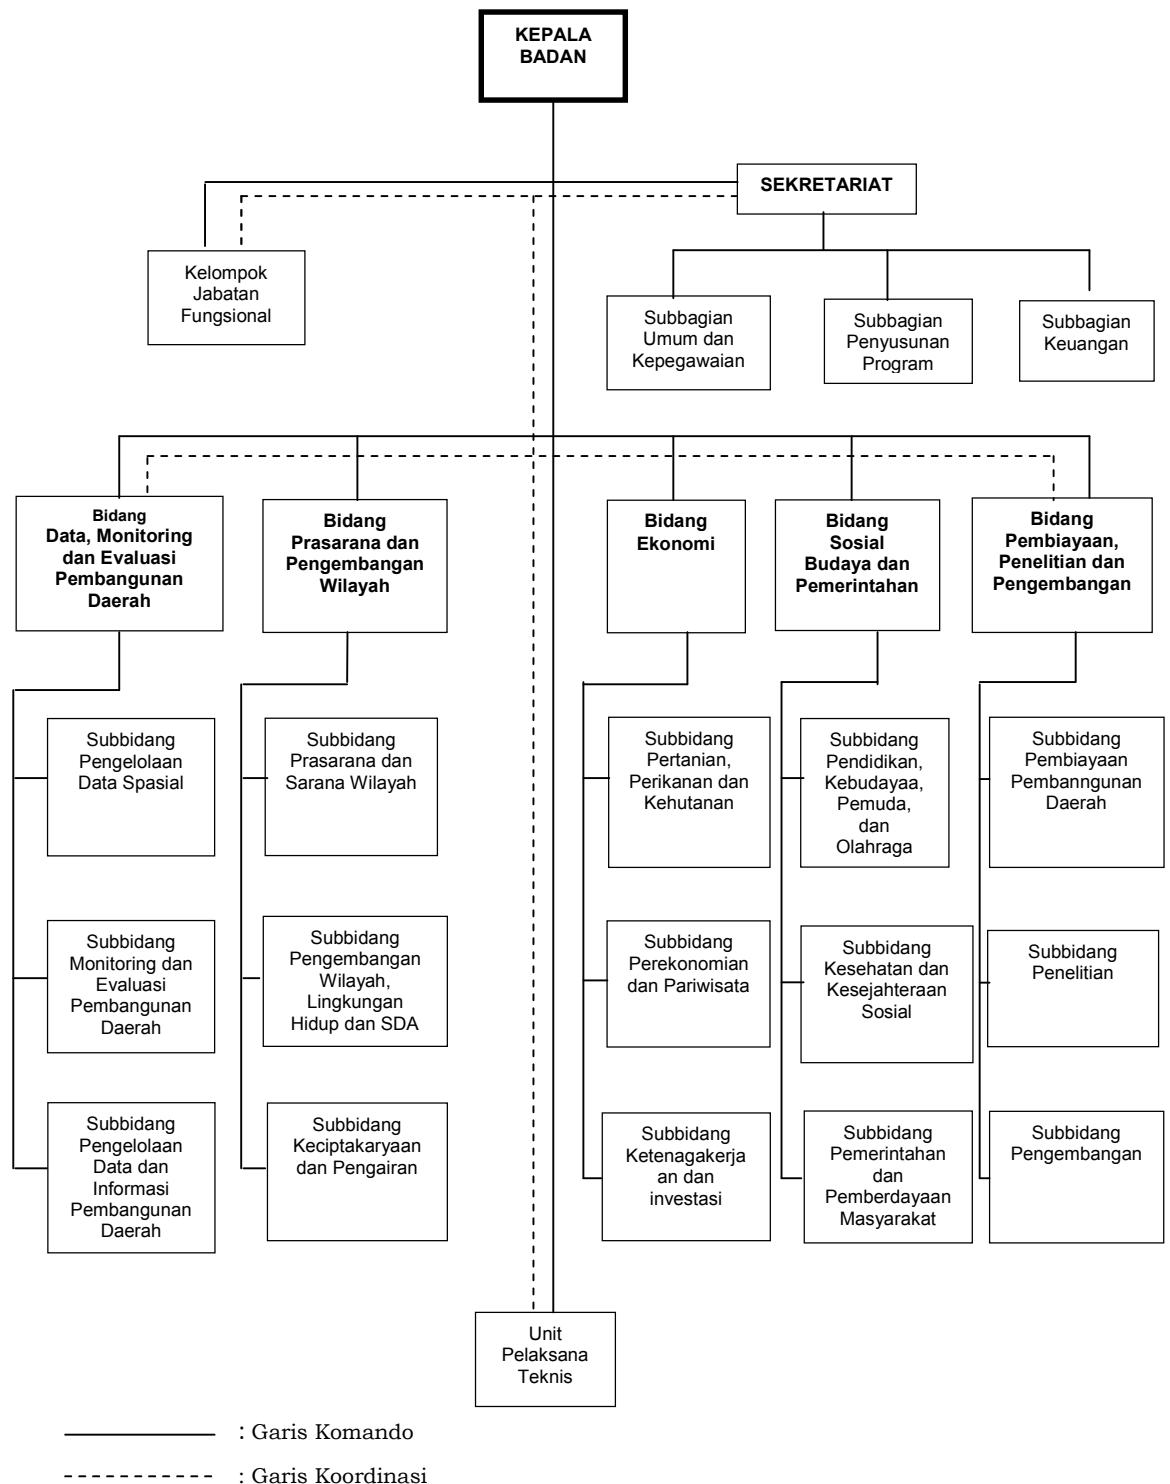 KEPALA
BADAN
SEKRETARIAT
Kelompok
Jabatan
Fungsional
Subbagian
Umum dan
Kepegawaian
Subbagian
Penyusunan
Program
Subbagian
Keuangan
Bidang
Data, Monitoring
dan Evaluasi
Pembangunan
Daerah
Bidang
Prasarana dan
Pengembangan
Wilayah
Bidang
Ekonomi
Bidang
Sosial
Budaya dan
Pemerintahan
Bidang
Pembiayaan,
Penelitian dan
Pengembangan
Subbidang
Pengelolaan
Data Spasial
Subbidang
Prasarana dan
Sarana Wilayah
Subbidang
Pertanian,
Perikanan dan
Kehutanan
Subbidang
Pendidikan,
Kebudayaa,
Pemuda,
dan
Olahraga
Subbidang
Pembiayaan
Pembanngunan
Daerah
Subbidang
Monitoring dan
Evaluasi
Pembangunan
Daerah
Subbidang
Pengembangan
Wilayah,
Lingkungan
Hidup dan SDA
Subbidang
Perekonomian
dan Pariwisata
Subbidang
Kesehatan dan
Kesejahteraan
Sosial
Subbidang
Penelitian
Subbidang
Pengelolaan
Data dan
Informasi
Pembangunan
Daerah
Subbidang
Keciptakaryaan
dan Pengairan
Subbidang
Ketenagakerja
an dan
investasi
Subbidang
Pemerintahan
dan
Pemberdayaan
Masyarakat
Subbidang
Pengembangan
Unit
Pelaksana
Teknis
: Garis Komando
: Garis Koordinasi